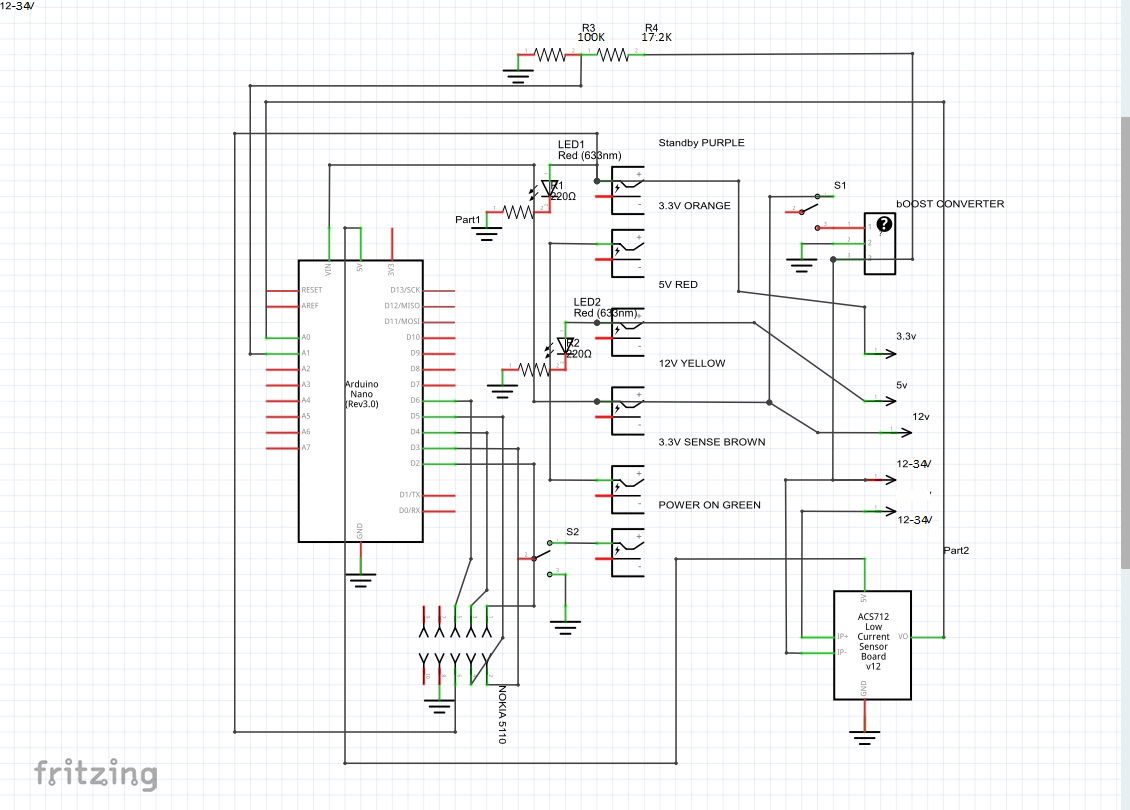 12-34V
R3
100K
R4
17.2K
LED1
Red (633nm)
Standby PURPLE
R1
220Ω
3.3V ORANGE
S1
bOOST CONVERTER
Part1
?
VIN
5V
3V3
5V RED
RESET
AREF
A0
A1
A2
A3
A4
A5
A6
A7
D13/SCK
D12/MISO
D11/MOSI
D10
D9
D8
D7
D6
D5
D4
D3
D2
D1/TX
D0/RX
GND
Arduino
Nano
(Rev3.0)
LED2
Red (633nm)
R2
220Ω
12V YELLOW
3.3v
5v
12v
3.3V SENSE BROWN
12-34V
12-34V
POWER ON GREEN
S2
Part2
5V
ACS712
Low
Current
Sensor
Board
v12
IP+
IP-
VO
GND
NOKIA 5110
fritzing